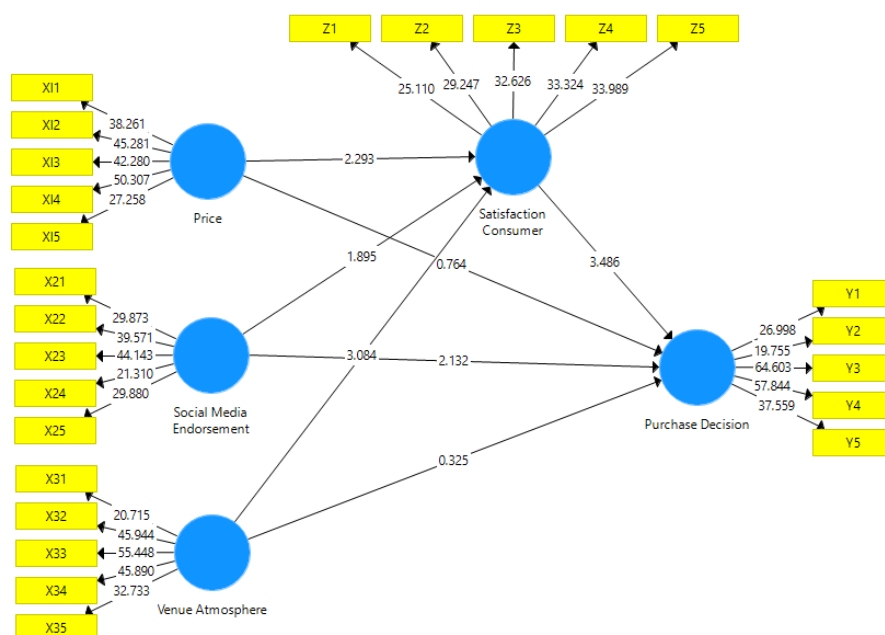 Z1
Z2
Z3
Z4
Z5
25.110
29.247
32.626
33.324
33.989
XI1
XI2
XI3
XI4
XI5
38.261
45.281
42.280
50.307
27.258
Price
2.293
Satisfaction
Consumer
1.895
0.764
3.486
X21
X22
X23
X24
X25
29.873
39.571
44.143
21.310
29.880
Social Media
Endorsement
3.084
2.132
Y1
Y2
Y3
Y4
Y5
26.998
19.755
64.603
57.844
37.559
Purchase Decision
0.325
X31
X32
X33
X34
X35
20.715
45.944
55.448
45.890
32.733
Venue Atmosphere